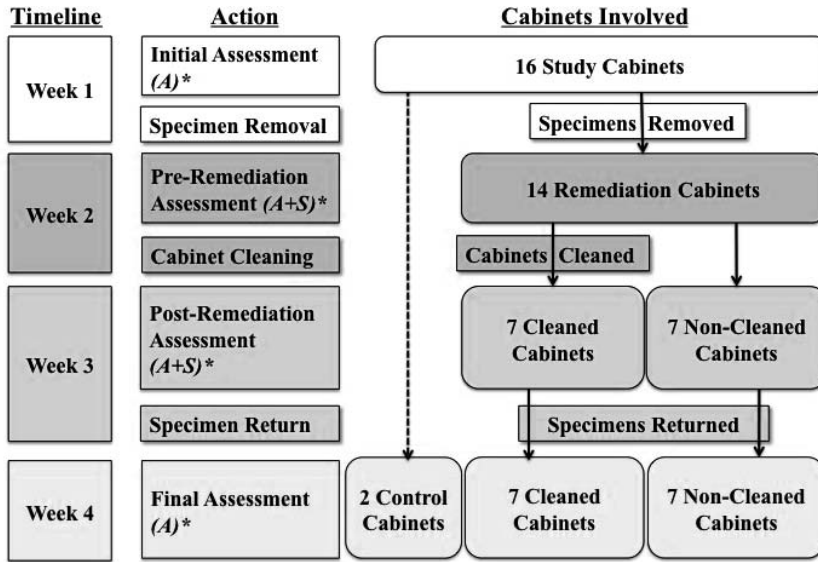 Timeline
Action
Cabinets Involved
Week 1
Initial Assessment
(A)*
16 Study Cabinets
Specimen Removal
Specimens Removed
Week 2
Pre-Remediation
Assessment (A+S)*
14 Remediation Cabinets
Cabinet Cleaning
Cabinets Cleaned
Week 3
Post-Remediation
Assessment
(A+S)*
7 Cleaned
Cabinets
7 Non-Cleaned
Cabinets
Specimen Return
Specimens Returned
Week 4
Final Assessment
(A)*
2 Control
Cabinets
7 Cleaned
Cabinets
7 Non-Cleaned
Cabinets